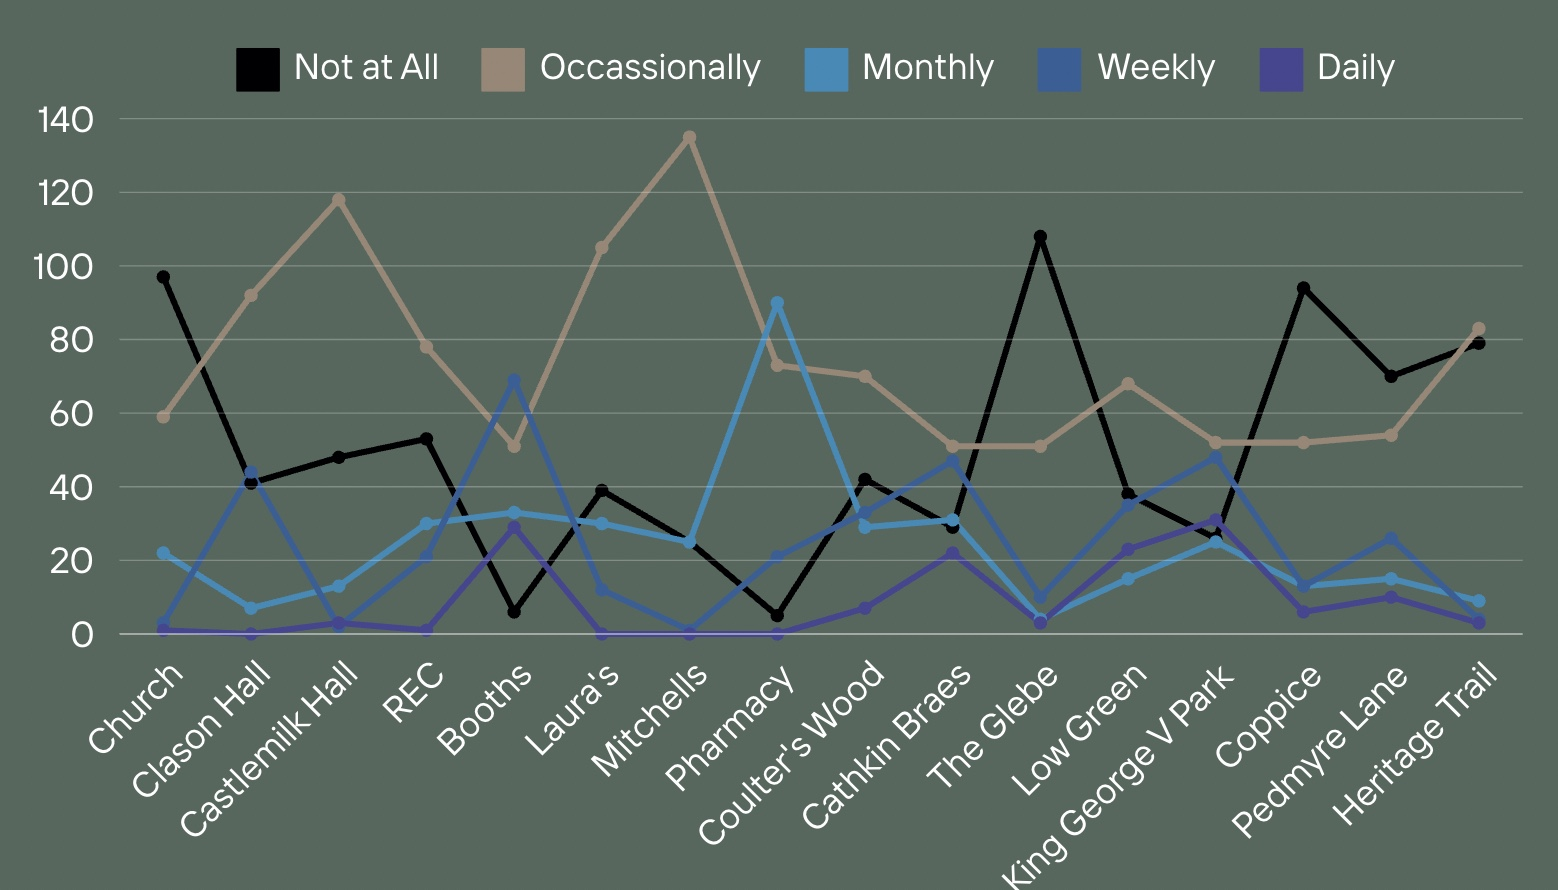 Not at All Occassionally Monthly Weekly Daily
140
120
100
80
60
40
20
0
Church
Clason Hall
Castlemilk Hall
REC
Booths
Laura's
Mitchells
Pharmacy
Coulter's Wood
Cathkin Braes
The Glebe
Low Green
King George V Park
Coppice
Pedmyre Lane
Heritage Trail